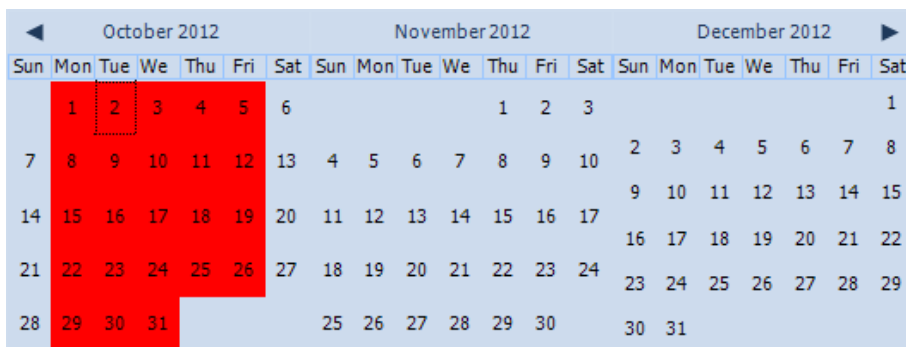 ◀ October 2012 November 2012 December 2012 ▶
Sun Mon Tue We Thu Fri Sat Sun Mon Tue We Thu Fri Sat Sun Mon Tue We Thu Fri Sat
1 2 3 4 5 6 1 2 3 1
7 8 9 10 11 12 13 4 5 6 7 8 9 10 2 3 4 5 6 7 8
14 15 16 17 18 19 20 11 12 13 14 15 16 17 9 10 11 12 13 14 15
16 17 18 19 20 21 22
21 22 23 24 25 26 27 18 19 20 21 22 23 24 23 24 25 26 27 28 29
28 29 30 31 25 26 27 28 29 30 30 31